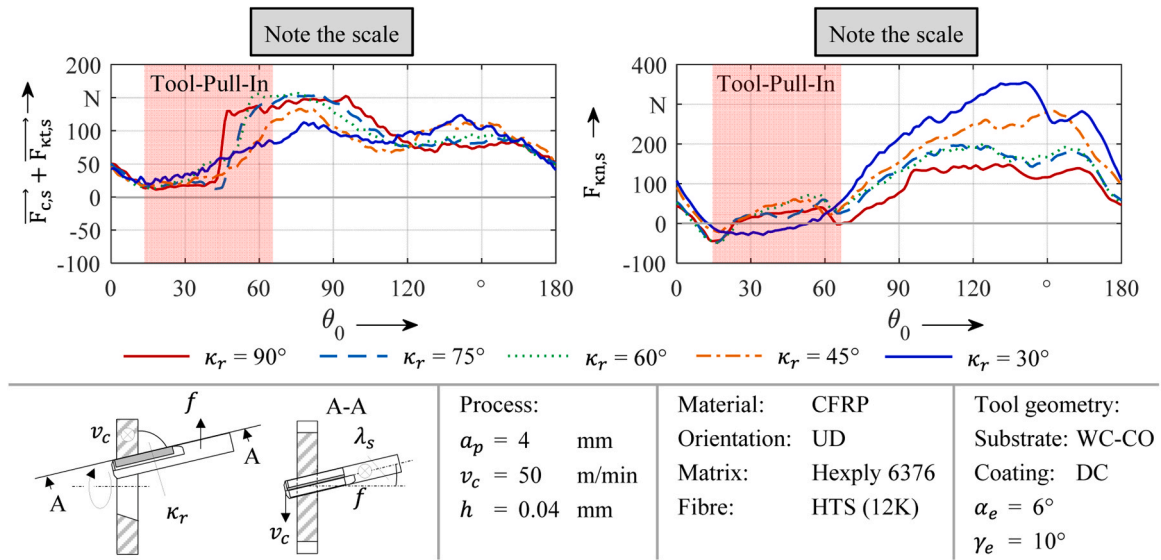 Note the scale
Note the scale
F_c,s + F_κt,s
200
N
100
50
0
-50
-100
Tool-Pull-In
0 30 60 90 120 ° 180
θ_0
F_κn,s
400
N
200
100
0
-100
Tool-Pull-In
0 30 60 90 120 ° 180
θ_0
κ_r = 90° κ_r = 75° κ_r = 60° κ_r = 45° κ_r = 30°
f
v_c
A
A
κ_r
A-A
λ_s
f
v_c
Process:
a_p = 4 mm
v_c = 50 m/min
h = 0.04 mm
Material: CFRP
Orientation: UD
Matrix: Hexply 6376
Fibre: HTS (12K)
Tool geometry:
Substrate: WC-CO
Coating: DC
α_e = 6°
γ_e = 10°